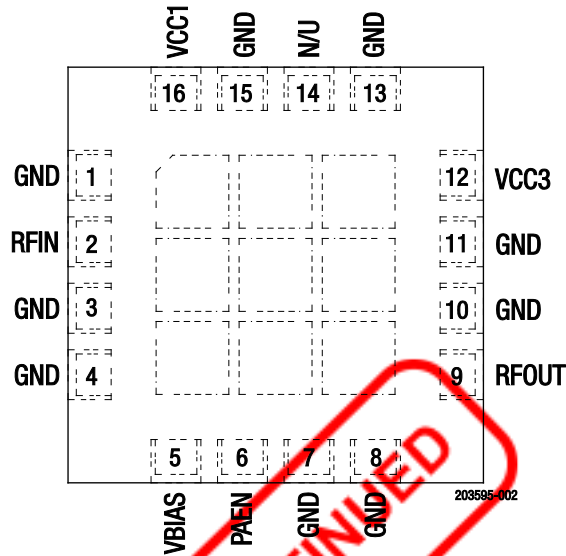 VCC1 GND N/U GND
16 15 14 13
GND 1 12 VCC3
RFIN 2 11 GND
GND 3 10 GND
GND 4 9 RFOUT
5 6 7 8
VBIAS PAEN GND GND
203595-002
TINUED